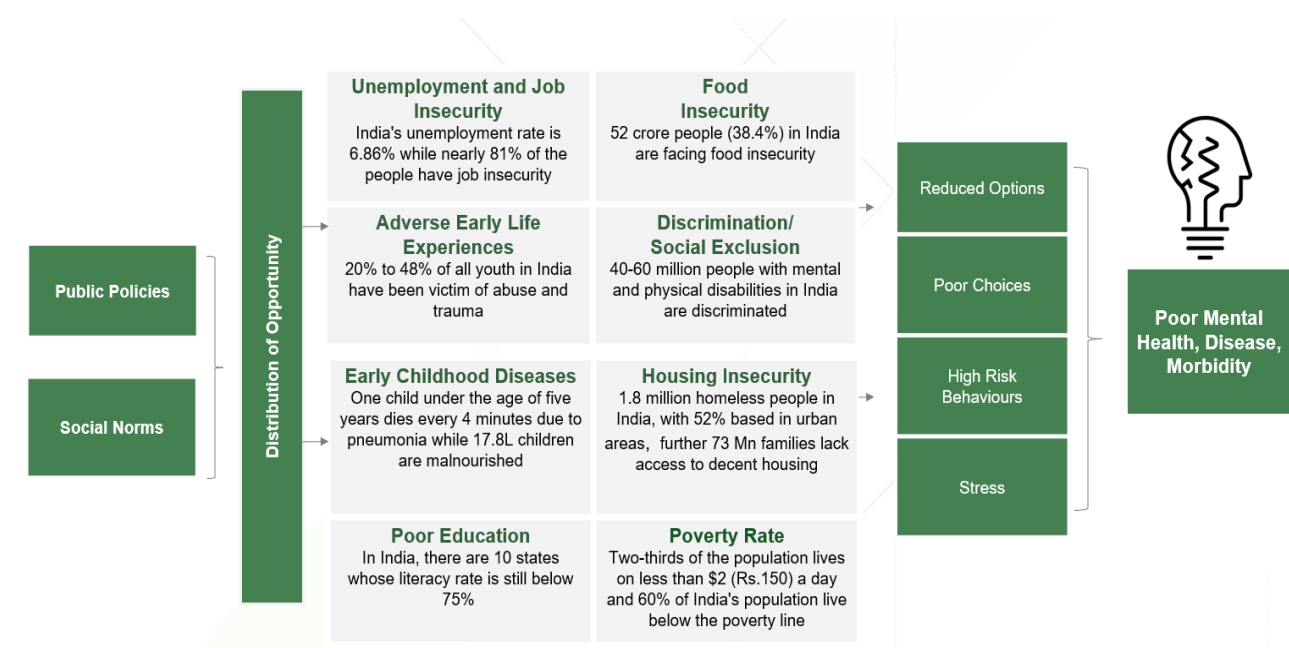 Public Policies
Social Norms
Distribution of Opportunity
Unemployment and Job
Insecurity
India's unemployment rate is
6.86% while nearly 81% of the
people have job insecurity
Food
Insecurity
52 crore people (38.4%) in India
are facing food insecurity
Adverse Early Life
Experiences
20% to 48% of all youth in India
have been victim of abuse and
trauma
Discrimination/
Social Exclusion
40-60 million people with mental
and physical disabilities in India
are discriminated
Early Childhood Diseases
One child under the age of five
years dies every 4 minutes due to
pneumonia while 17.8L children
are malnourished
Housing Insecurity
1.8 million homeless people in
India, with 52% based in urban
areas, further 73 Mn families lack
access to decent housing
Poor Education
In India, there are 10 states
whose literacy rate is still below
75%
Poverty Rate
Two-thirds of the population lives
on less than $2 (Rs.150) a day
and 60% of India's population live
below the poverty line
Reduced Options
Poor Choices
High Risk
Behaviours
Stress
Poor Mental
Health, Disease,
Morbidity